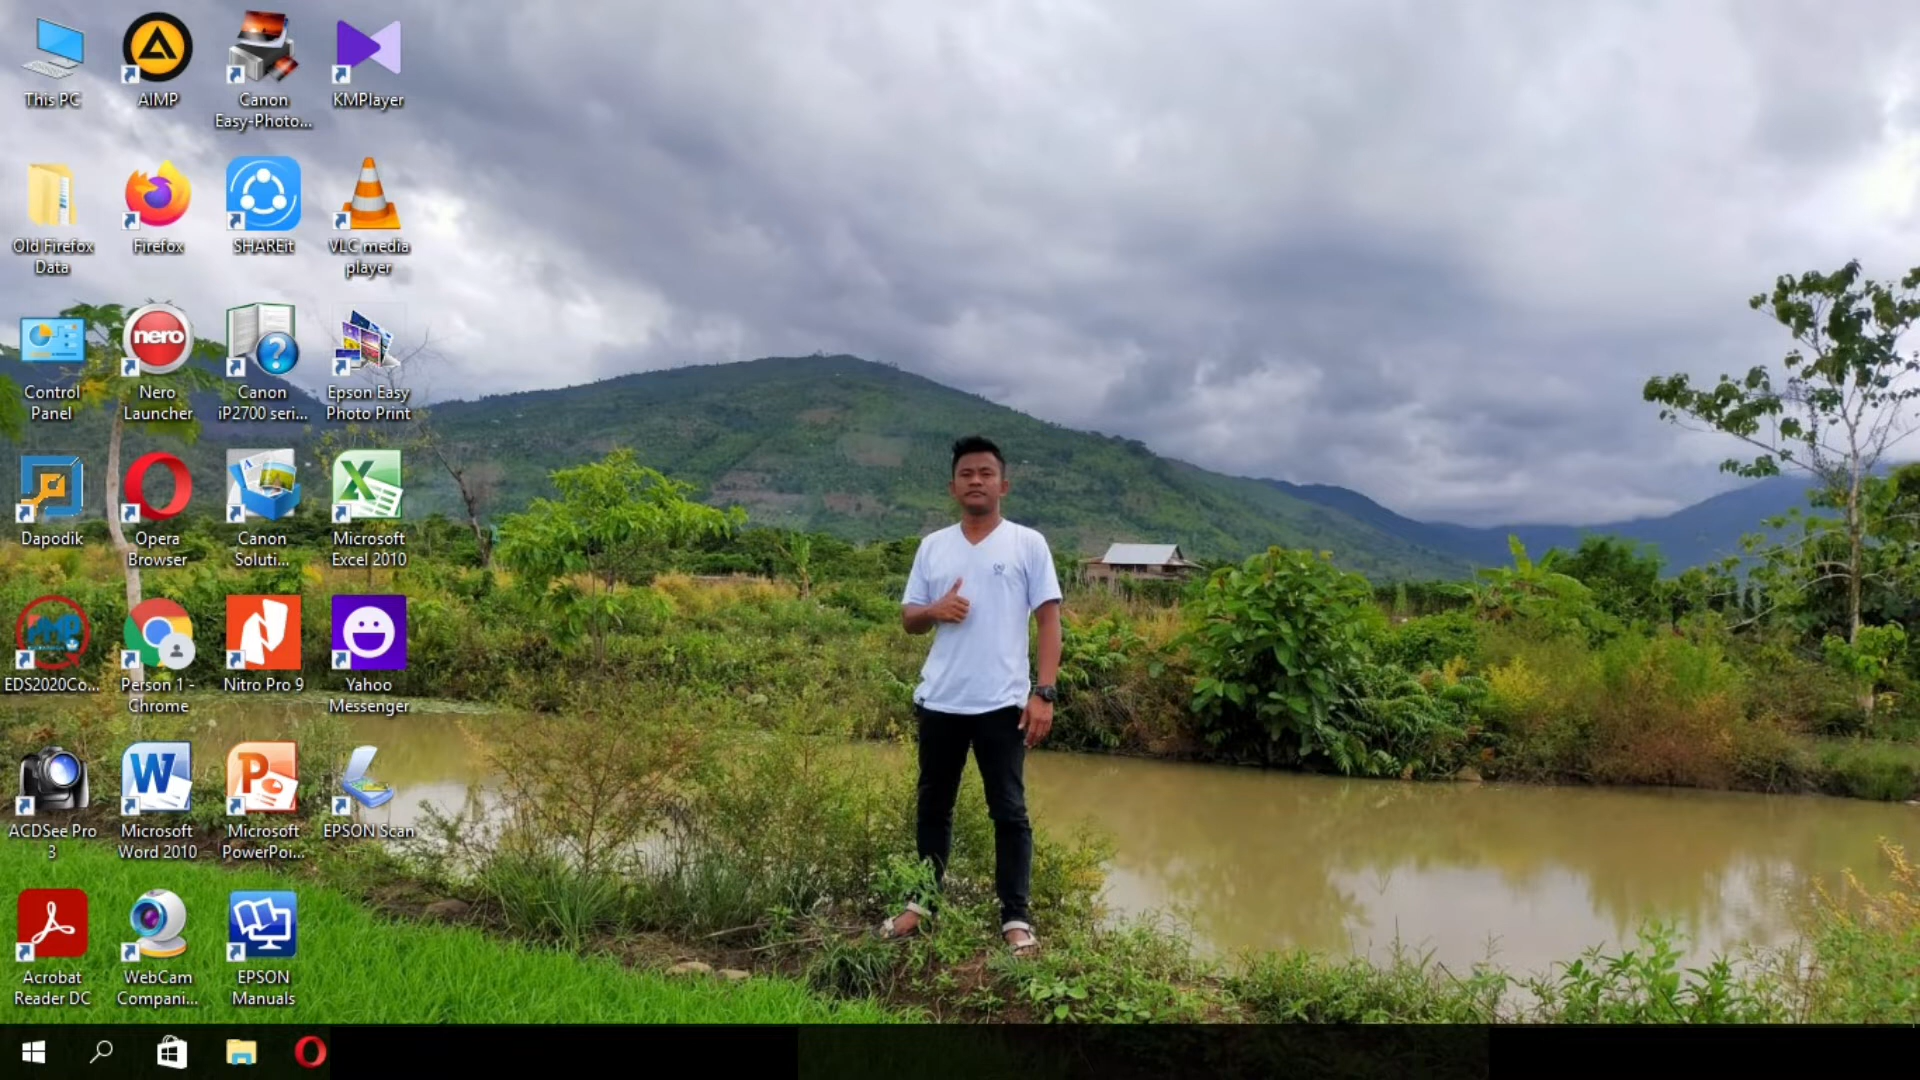 This PC
AIMP
Canon
Easy-Photo...
KMPlayer
Old Firefox
Data
Firefox
SHAREit
VLC media
player
Control
Panel
nero
Nero
Launcher
Canon
iP2700 seri...
Epson Easy
Photo Print
Dapodik
Opera
Browser
Canon
Soluti...
Microsoft
Excel 2010
EDS2020Co...
Person 1 -
Chrome
Nitro Pro 9
Yahoo
Messenger
ACDSee Pro
3
Microsoft
Word 2010
Microsoft
PowerPoi...
EPSON Scan
Acrobat
Reader DC
WebCam
Compani...
EPSON
Manuals